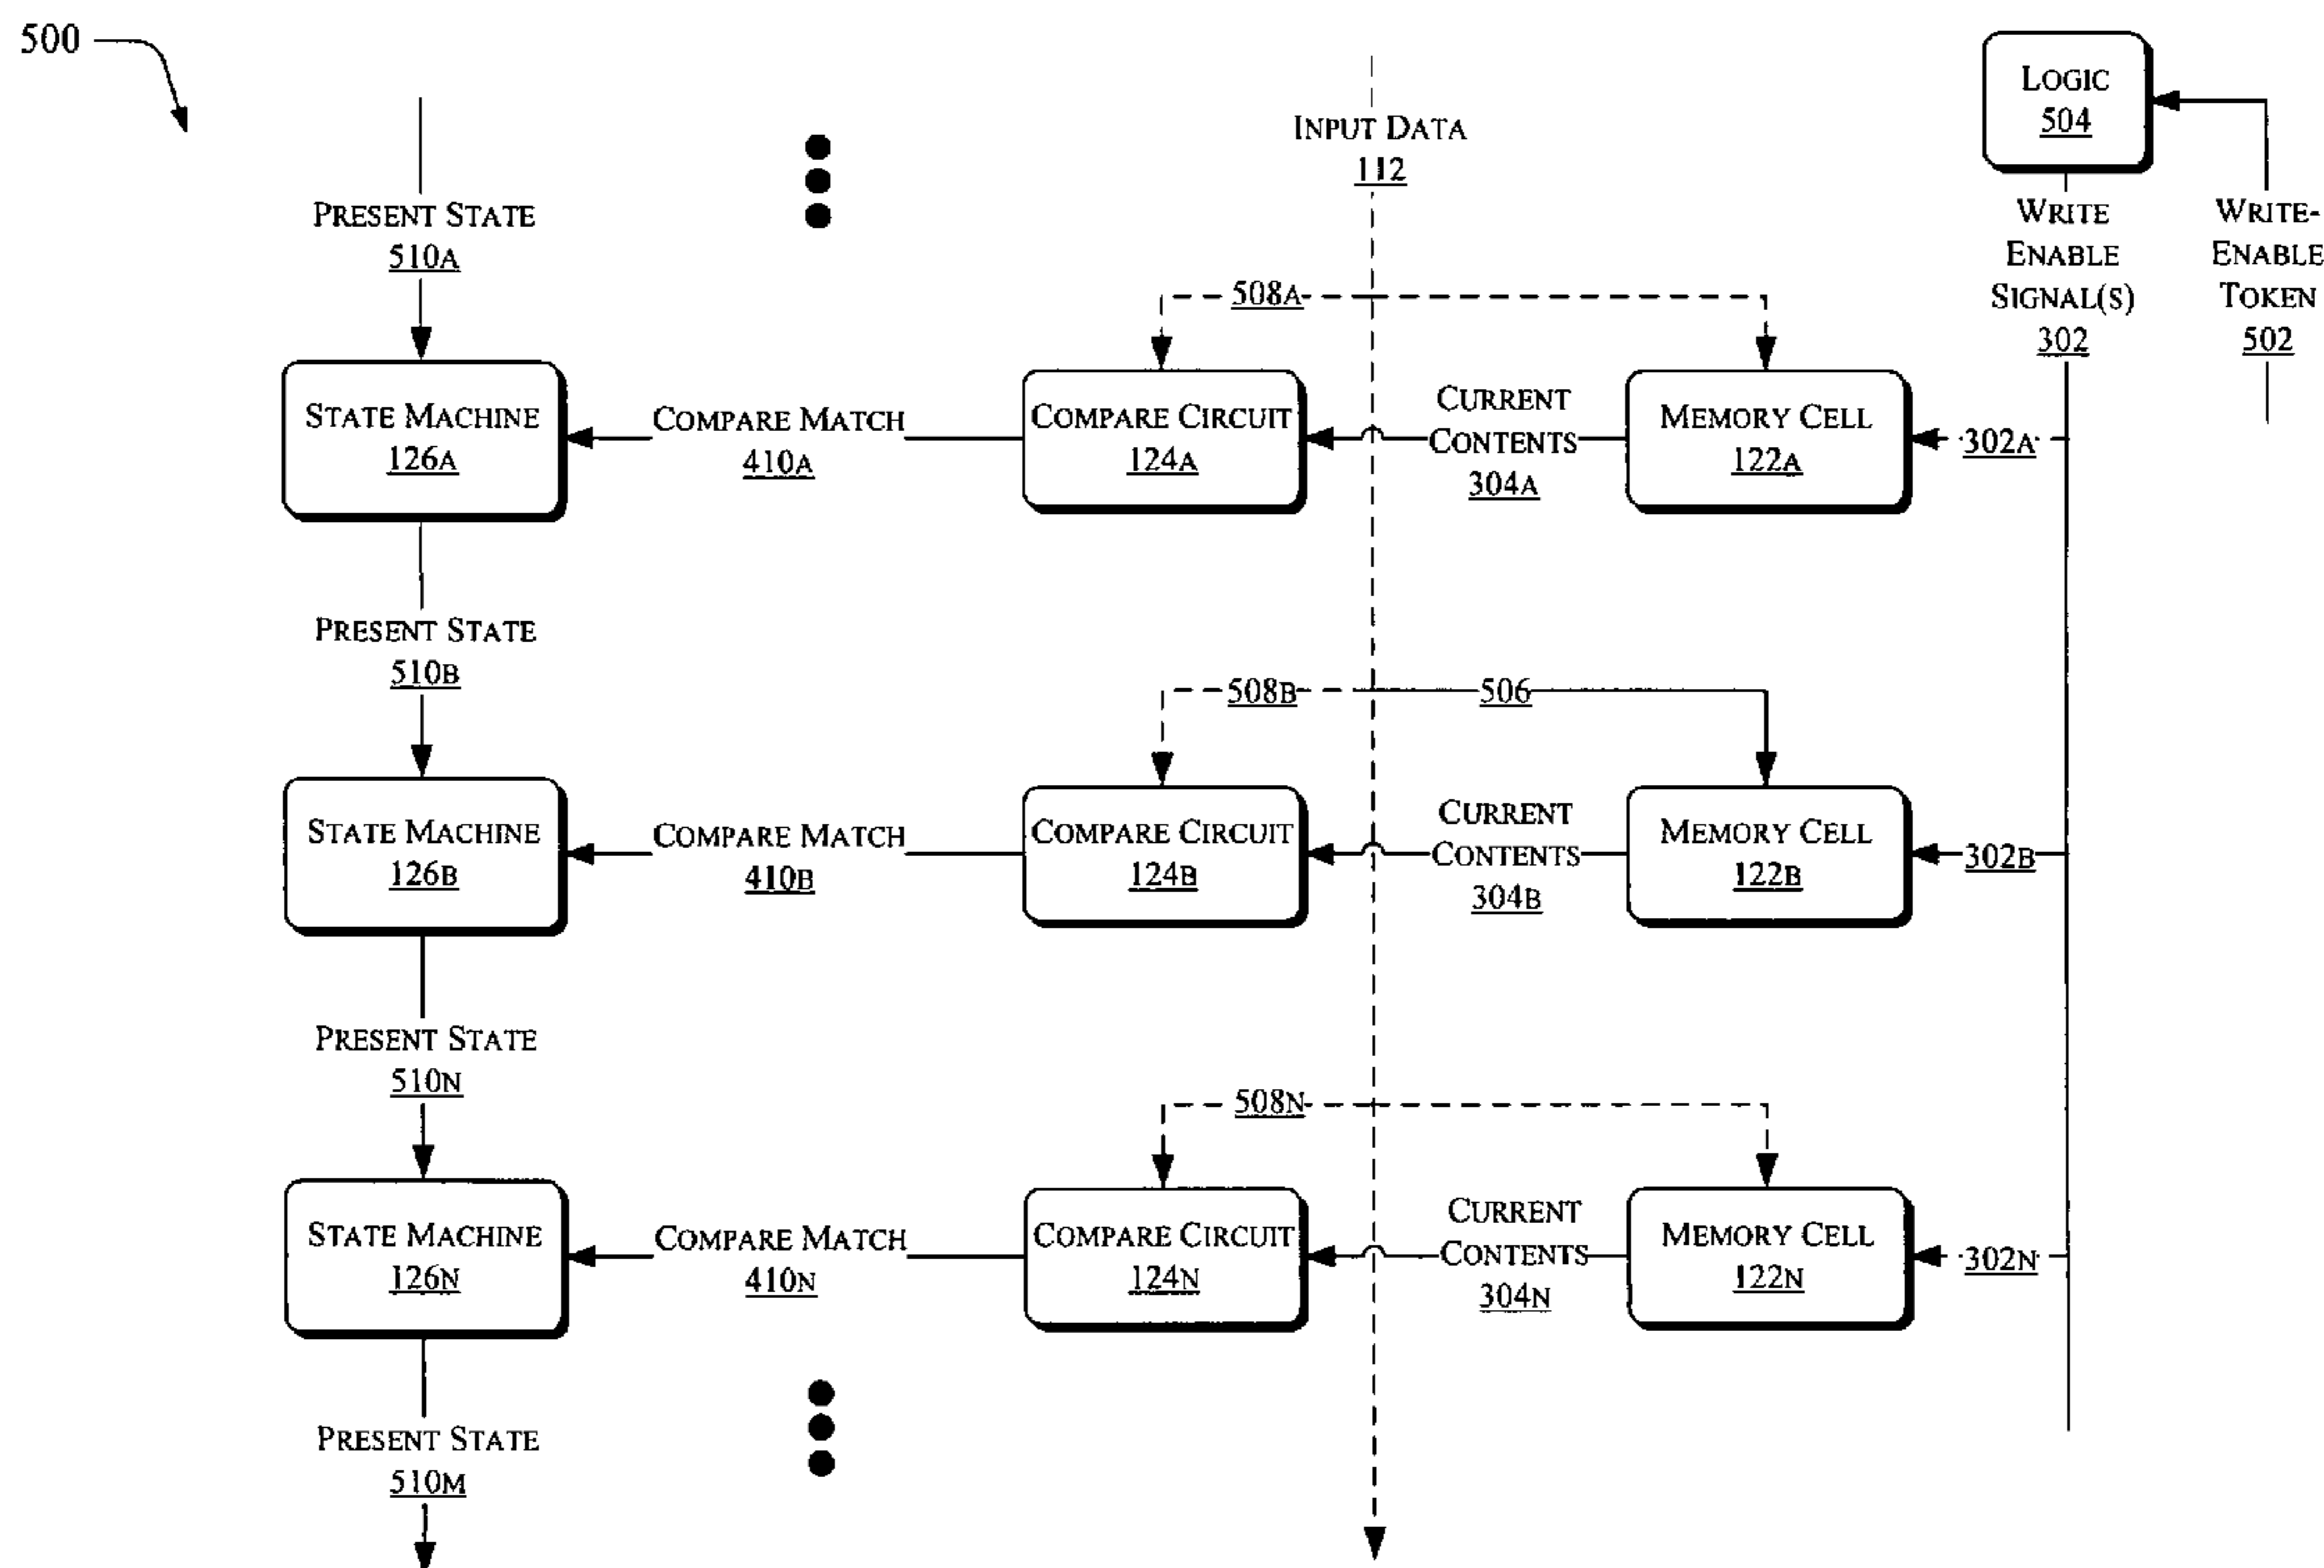 500
LOGIC
504
INPUT DATA
112
WRITE
ENABLE
SIGNAL(S)
302
WRITE-
ENABLE
TOKEN
502
PRESENT STATE
510A
508A
STATE MACHINE
126A
COMPARE MATCH
410A
COMPARE CIRCUIT
124A
CURRENT
CONTENTS
304A
MEMORY CELL
122A
302A
PRESENT STATE
510B
508B
506
STATE MACHINE
126B
COMPARE MATCH
410B
COMPARE CIRCUIT
124B
CURRENT
CONTENTS
304B
MEMORY CELL
122B
302B
PRESENT STATE
510N
508N
STATE MACHINE
126N
COMPARE MATCH
410N
COMPARE CIRCUIT
124N
CURRENT
CONTENTS
304N
MEMORY CELL
122N
302N
PRESENT STATE
510M